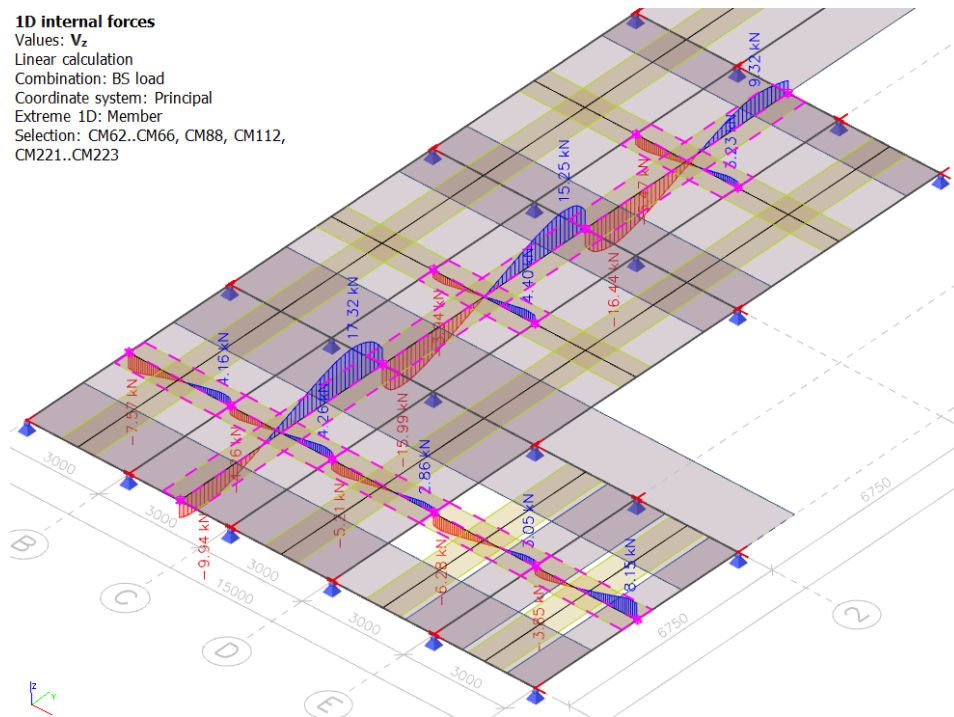 1D internal forces
Values: Vz
Linear calculation
Combination: BS load
Coordinate system: Principal
Extreme 1D: Member
Selection: CM62..CM66, CM88, CM112,
CM221..CM223
9.32 kN
3.23 kN
15.25 kN
-16.44 kN
4.40 kN
17.32 kN
4.16 kN
-7.57 kN
4.26 kN
-15.99 kN
2.86 kN
-9.94 kN
-5.21 kN
3.05 kN
-6.28 kN
8.15 kN
3000
3000
3000
15000
3000
3000
6750
6750
B
C
D
E
2
z
Y